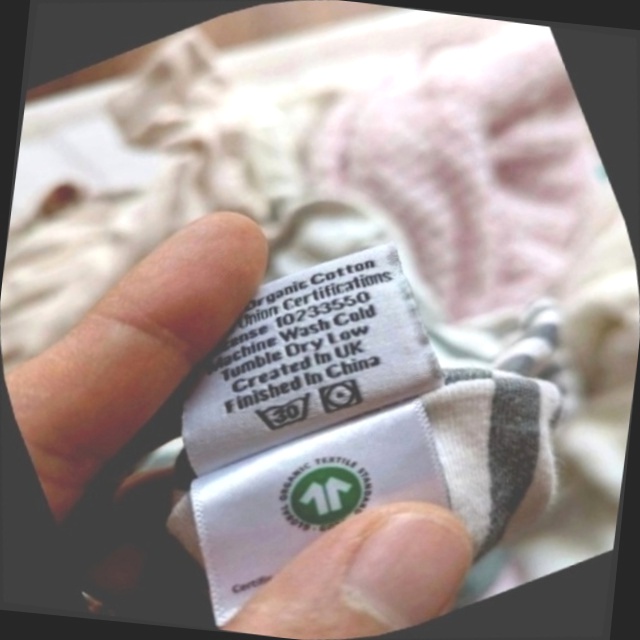 Organic Cotton
Union Certifications
10233550
Machine Wash Cold
Tumble Dry Low
Created In UK
Finished In China
30
GLOBAL ORGANIC TEXTILE STANDARD